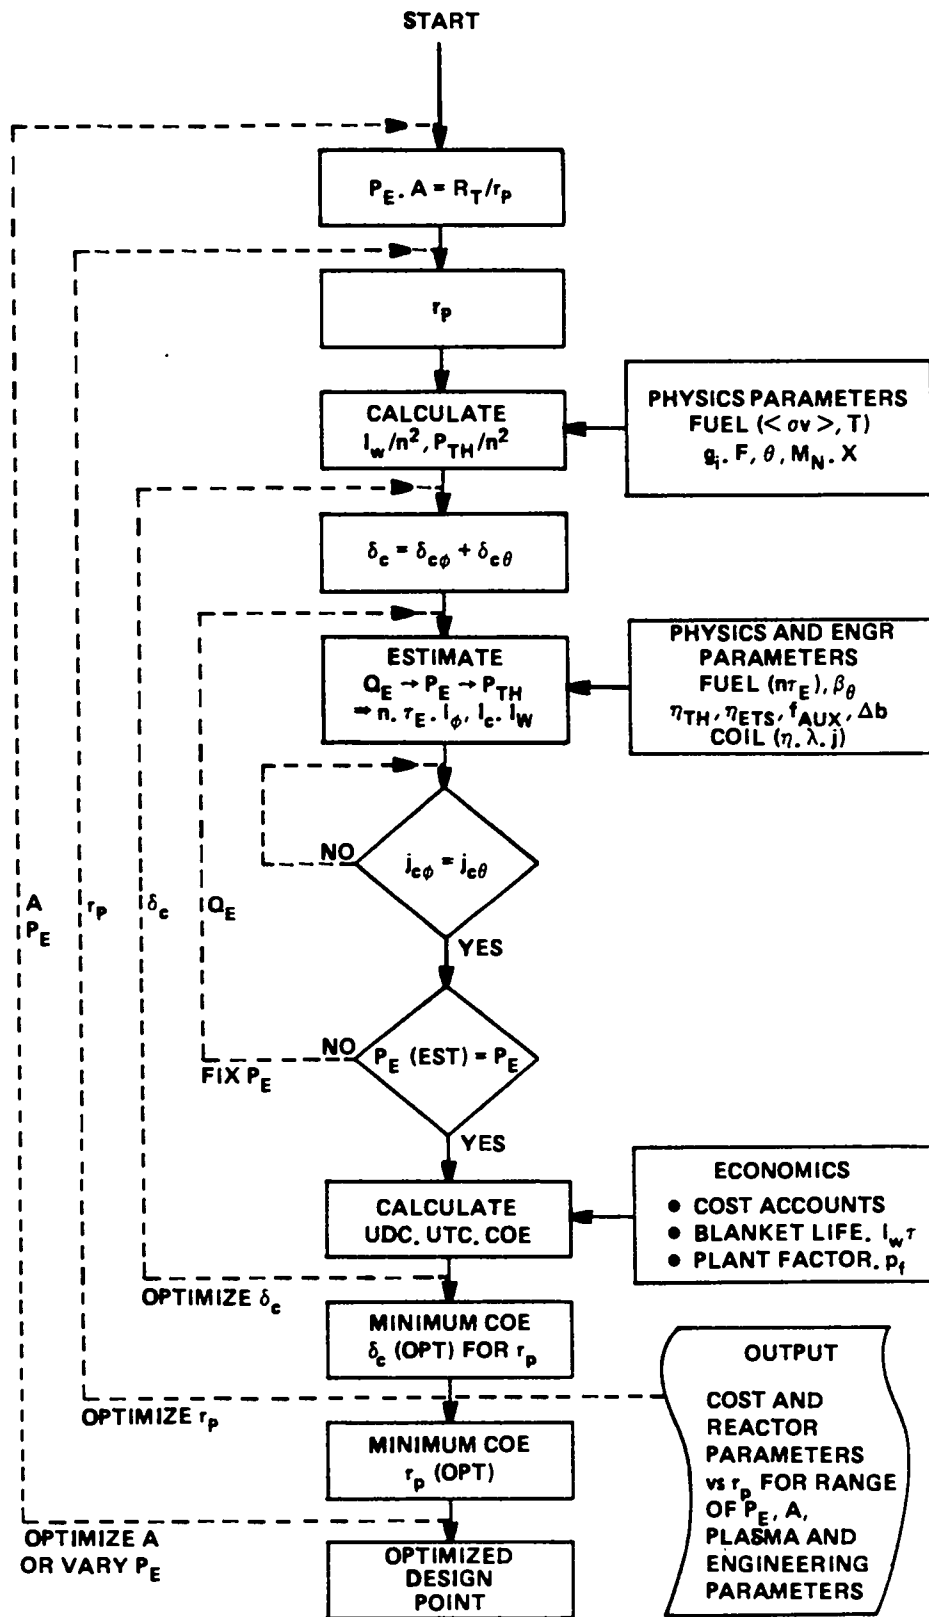 START
P_E. A = R_T/r_P
r_P
CALCULATE
I_w/n², P_TH/n²
PHYSICS PARAMETERS
FUEL (< σv >, T)
g_i. F, θ, M_N. X
δ_c = δ_cφ + δ_cθ
ESTIMATE
Q_E → P_E → P_TH
⇒ n. τ_E. I_φ, I_c. I_W
PHYSICS AND ENGR
PARAMETERS
FUEL (nτ_E), β_θ
η_TH, η_ETS, f_AUX, Δb
COIL (η. λ. j)
NO
j_cφ = j_cθ
YES
A
P_E
r_P
δ_c
Q_E
NO
P_E (EST) = P_E
FIX P_E
YES
CALCULATE
UDC. UTC. COE
ECONOMICS
● COST ACCOUNTS
● BLANKET LIFE. I_w τ
● PLANT FACTOR. p_f
OPTIMIZE δ_c
MINIMUM COE
δ_c (OPT) FOR r_p
OPTIMIZE r_p
MINIMUM COE
r_p (OPT)
OUTPUT
COST AND
REACTOR
PARAMETERS
vs r_p FOR RANGE
OF P_E, A,
PLASMA AND
ENGINEERING
PARAMETERS
OPTIMIZE A
OR VARY P_E
OPTIMIZED
DESIGN
POINT